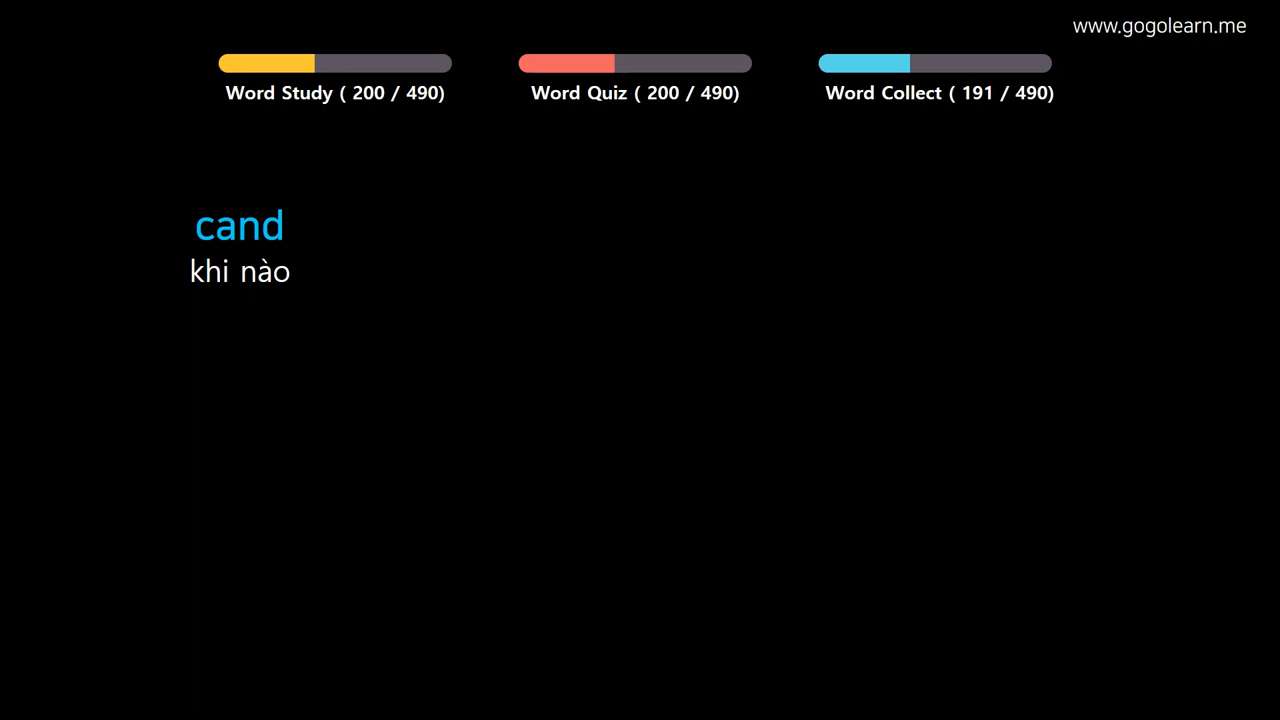 www.gogolearn.me
Word Study ( 200 / 490)
Word Quiz ( 200 / 490)
Word Collect ( 191 / 490)
cand
khi nào